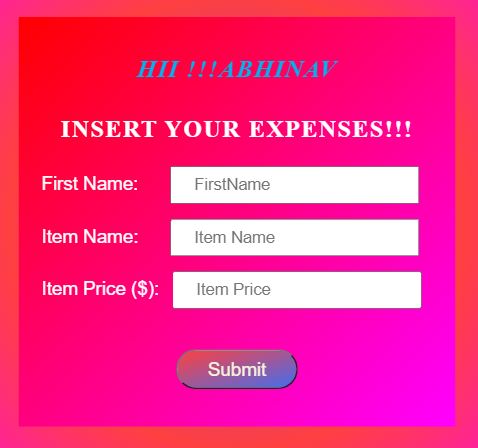 HII !!!ABHINAV
INSERT YOUR EXPENSES!!!
First Name: FirstName
Item Name: Item Name
Item Price ($): Item Price
Submit